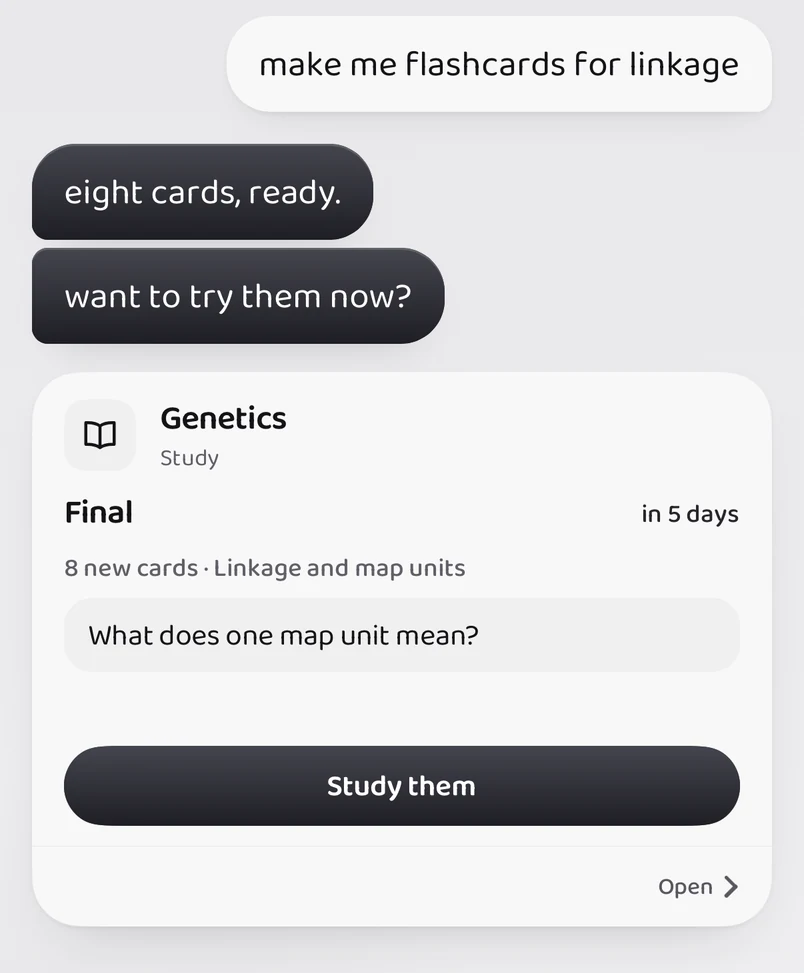 make me flashcards for linkage
eight cards, ready.
want to try them now?
Genetics
Study
Final
in 5 days
8 new cards · Linkage and map units
What does one map unit mean?
Study them
Open